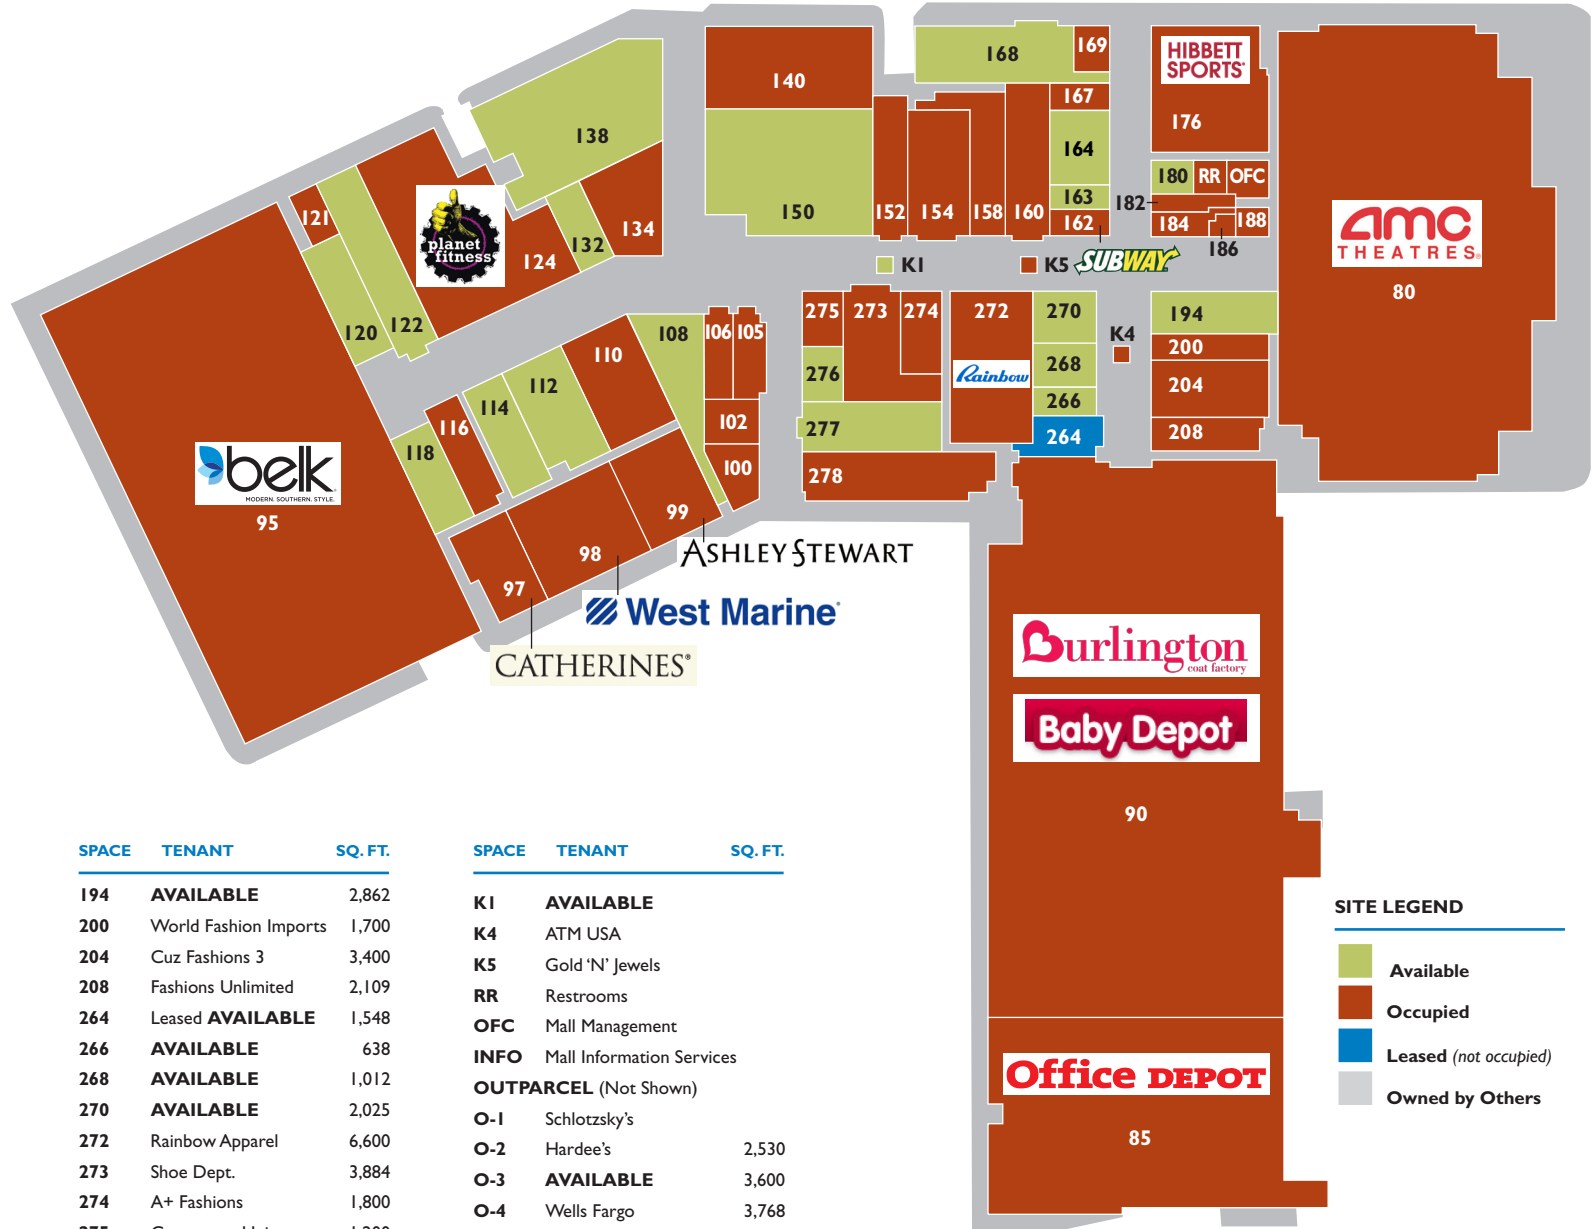 168
169
HIBBETT
SPORTS
140
167
176
138
164
180
RR
OFC
121
150
152
154
158
160
163
162
182
184
188
186
planet
fitness
134
132
124
K1
K5
SUBWAY
amc
THEATRES
80
120
122
108
106
105
275
273
274
272
270
194
K4
200
110
276
Rainbow
268
204
112
114
266
116
102
277
264
208
118
100
278
belk
MODERN. SOUTHERN. STYLE.
95
99
98
ASHLEY STEWART
97
West Marine
CATHERINES®
Burlington
coat factory
Baby Depot
90
Office DEPOT
85
SPACE TENANT SQ. FT.
194 AVAILABLE 2,862
200 World Fashion Imports 1,700
204 Cuz Fashions 3 3,400
208 Fashions Unlimited 2,109
264 Leased AVAILABLE 1,548
266 AVAILABLE 638
268 AVAILABLE 1,012
270 AVAILABLE 2,025
272 Rainbow Apparel 6,600
273 Shoe Dept. 3,884
274 A+ Fashions 1,800
SPACE TENANT SQ. FT.
K1 AVAILABLE
K4 ATM USA
K5 Gold ‘N’ Jewels
RR Restrooms
OFC Mall Management
INFO Mall Information Services
OUTPARCEL (Not Shown)
O-1 Schlotzsky’s
O-2 Hardee’s 2,530
O-3 AVAILABLE 3,600
O-4 Wells Fargo 3,768
SITE LEGEND
Available
Occupied
Leased (not occupied)
Owned by Others